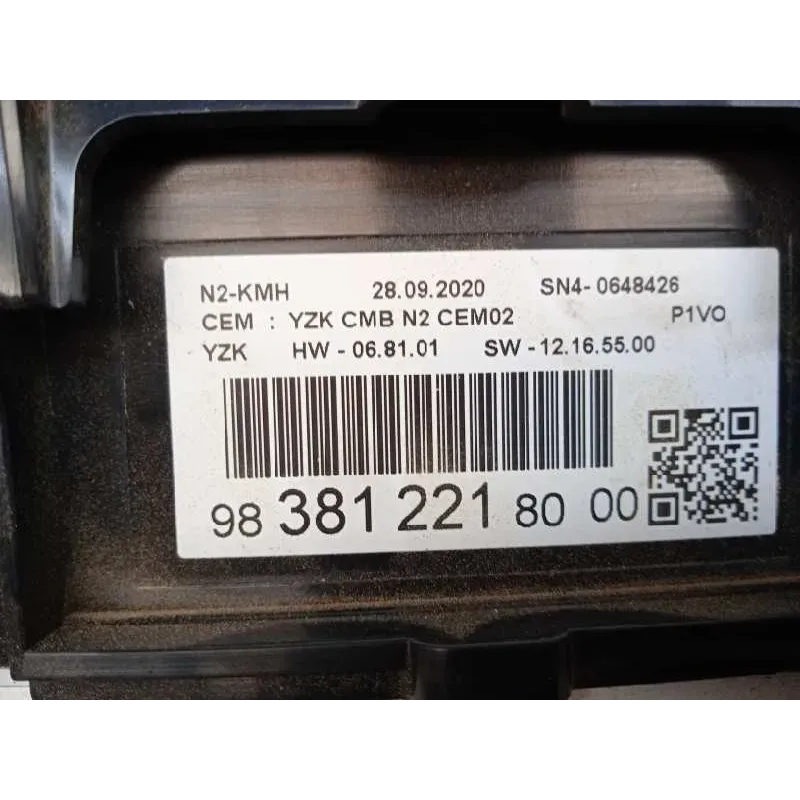 N2-KMH 28.09.2020 SN4- 0648426
CEM : YZK CMB N2 CEM02 P1VO
YZK HW - 06.81.01 SW - 12.16.55.00
98 381 221 80 00